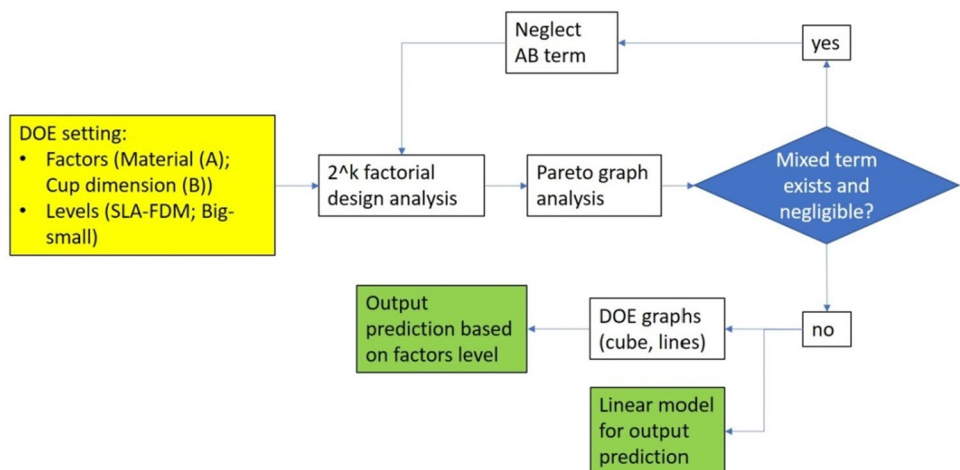 Neglect
AB term
yes
DOE setting:
• Factors (Material (A);
Cup dimension (B))
• Levels (SLA-FDM; Big-
small)
2^k factorial
design analysis
Pareto graph
analysis
Mixed term
exists and
negligible?
Output
prediction based
on factors level
DOE graphs
(cube, lines)
no
Linear model
for output
prediction